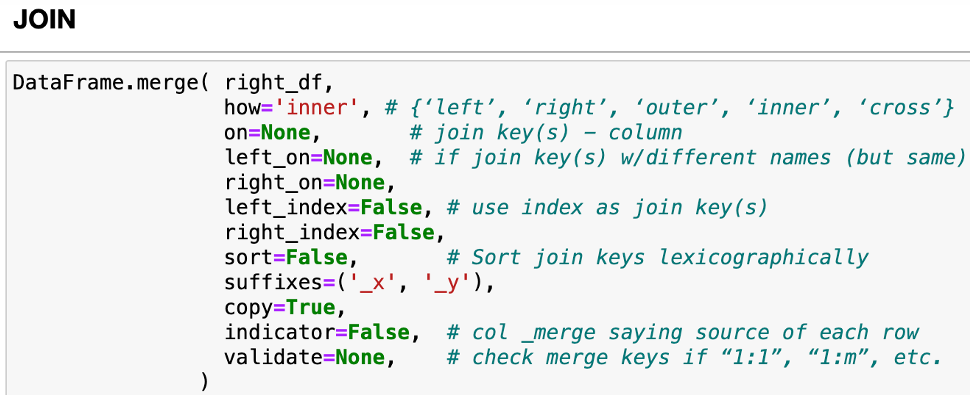 JOIN
DataFrame.merge( right_df,
how='inner', # {‘left’, ‘right’, ‘outer’, ‘inner’, ‘cross’}
on=None, # join key(s) – column
left_on=None, # if join key(s) w/different names (but same)
right_on=None,
left_index=False, # use index as join key(s)
right_index=False,
sort=False, # Sort join keys lexicographically
suffixes=('_x', '_y'),
copy=True,
indicator=False, # col _merge saying source of each row
validate=None, # check merge keys if “1:1”, “1:m”, etc.
)